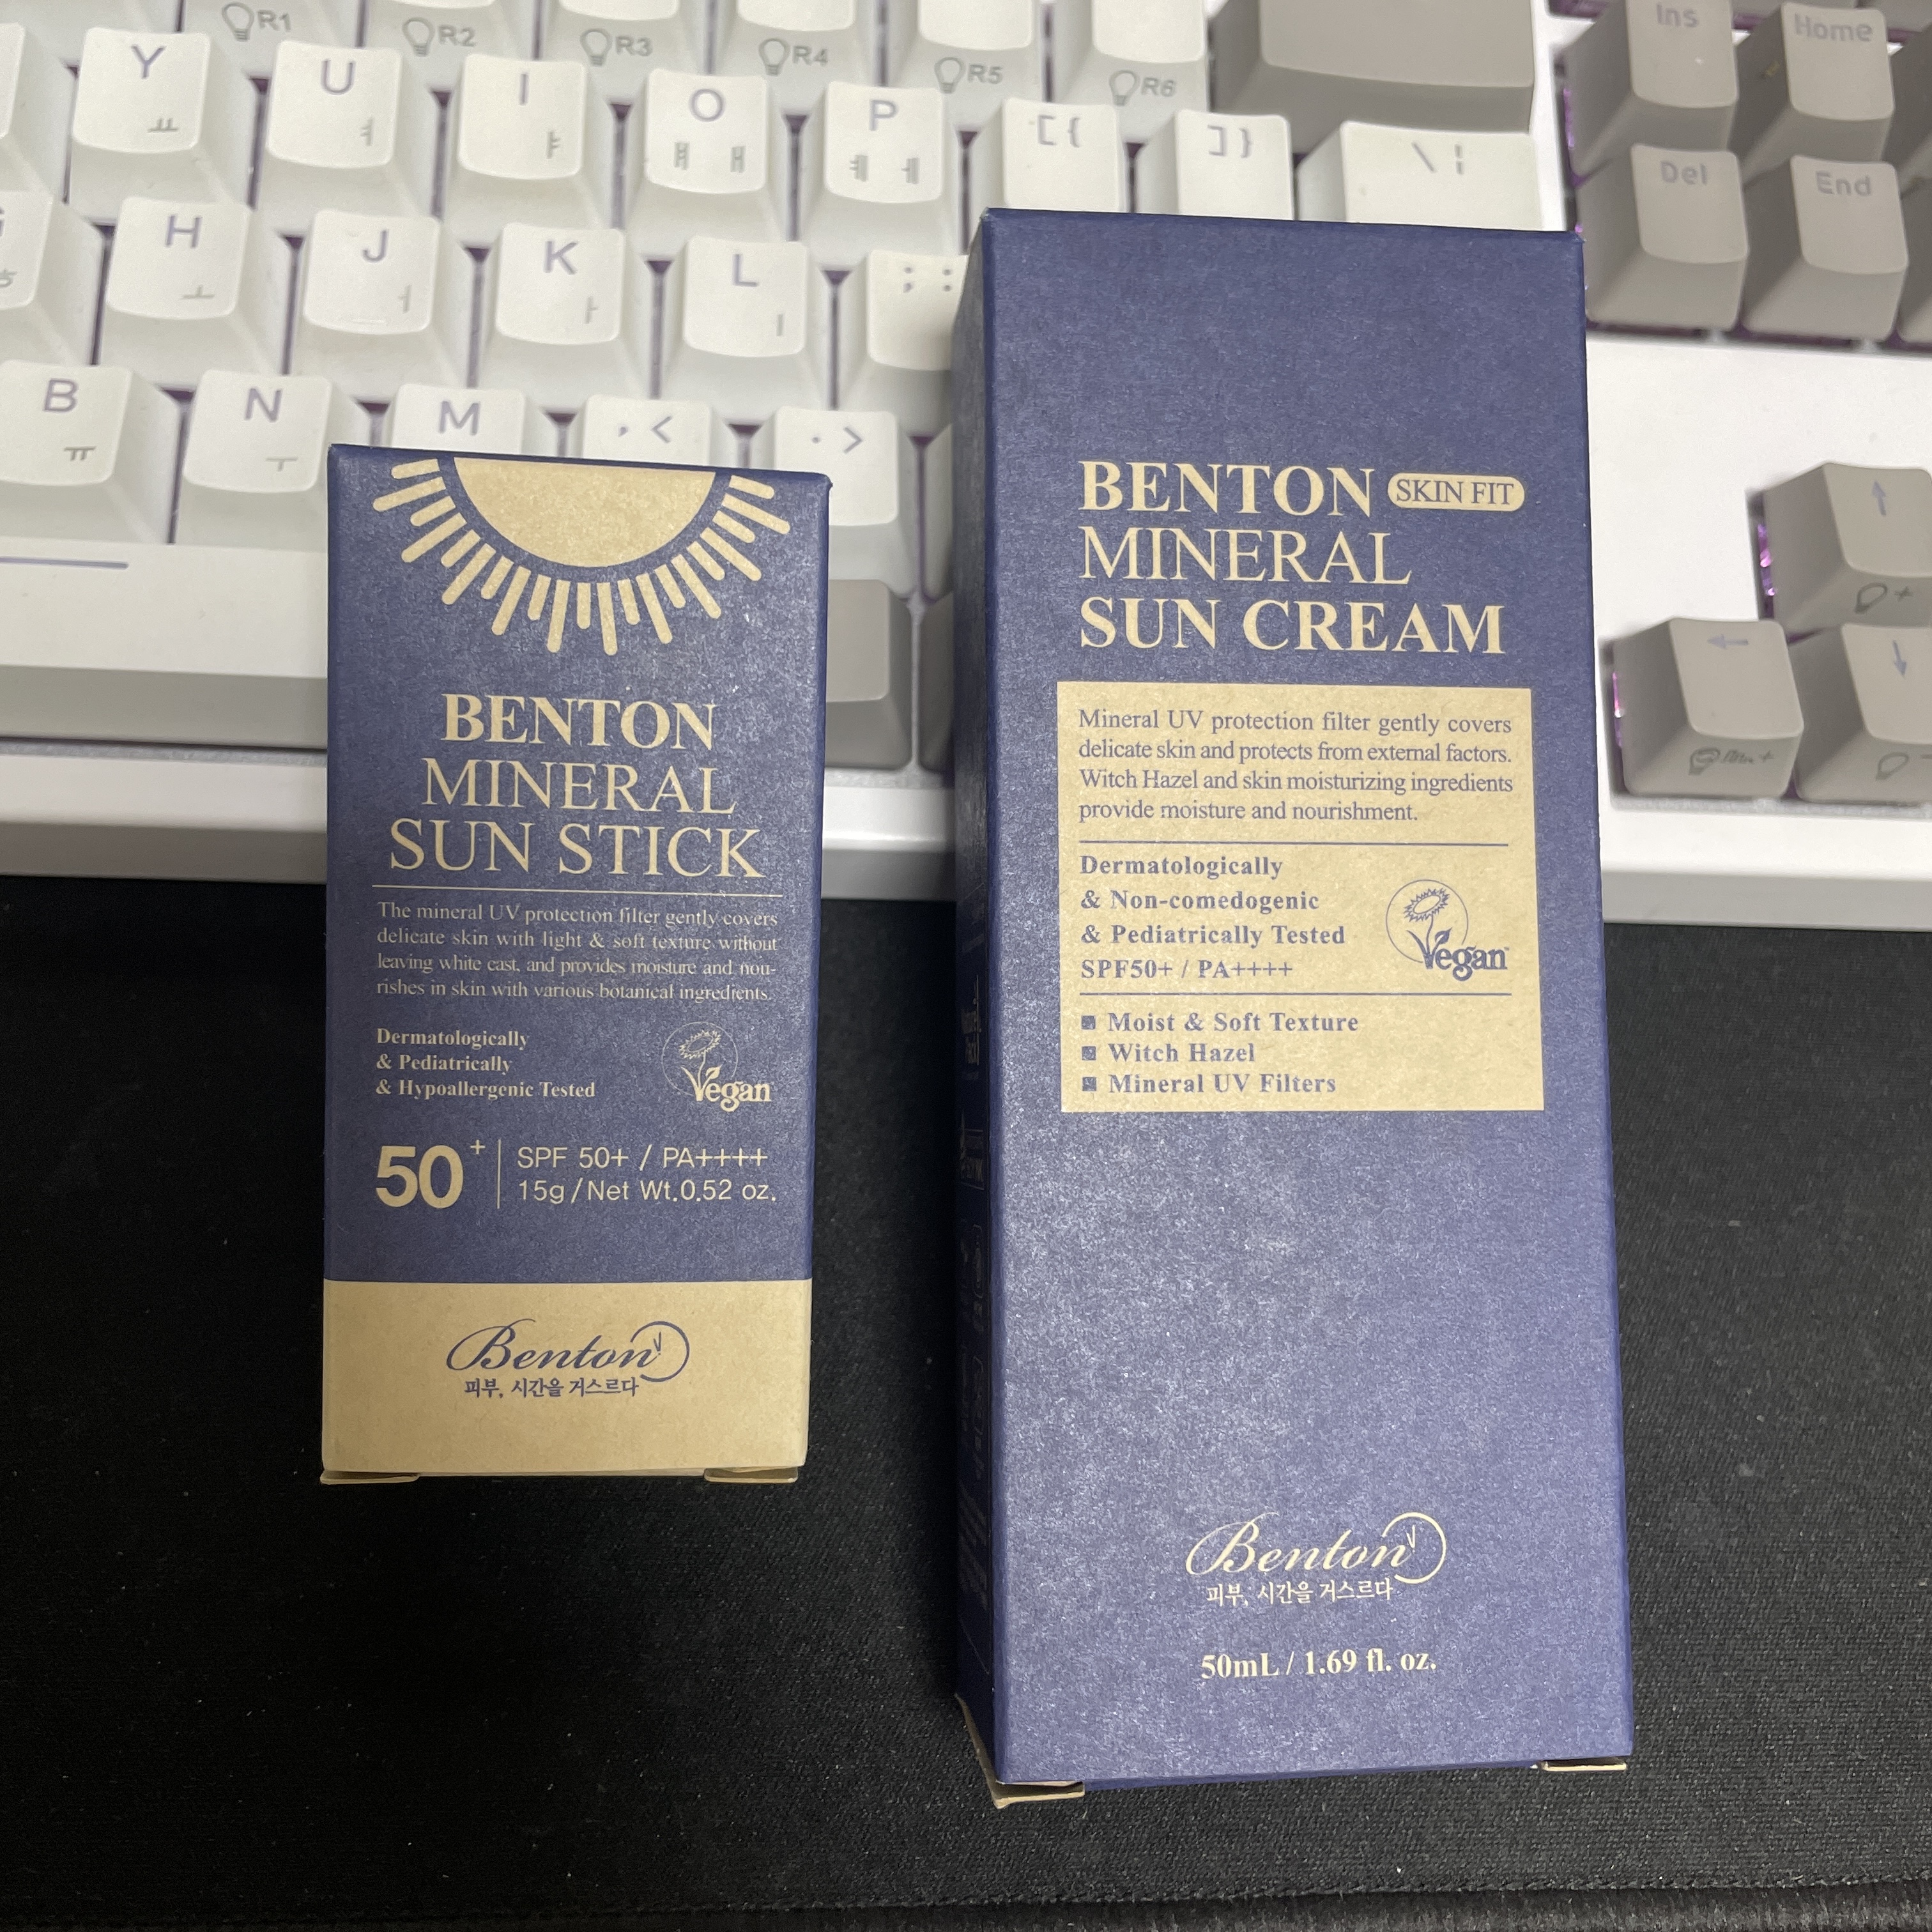 R1
R2
R3
R4
R5
R6
Ins
Home
Y
ㅛ
U
ㅕ
I
ㅑ
O
ㅒ ㅐ
P
ㅖ ㅔ
[ {
] }
\ ¦
Del
End
H
ㅗ
J
ㅓ
K
ㅏ
L
ㅣ
; :
B
ㅠ
N
ㅜ
M
, <
. >
↑
←
↓
BENTON
MINERAL
SUN STICK
The mineral UV protection filter gently covers
delicate skin with light & soft texture without
leaving white cast, and provides moisture and nou-
rishes in skin with various botanical ingredients.
Dermatologically
& Pediatrically
& Hypoallergenic Tested
Vegan
50+
SPF 50+ / PA++++
15g/Net Wt.0.52 oz.
Benton
피부, 시간을 거스르다
BENTON SKIN FIT
MINERAL
SUN CREAM
Mineral UV protection filter gently covers
delicate skin and protects from external factors.
Witch Hazel and skin moisturizing ingredients
provide moisture and nourishment.
Dermatologically
& Non-comedogenic
& Pediatrically Tested
SPF50+ / PA++++
Vegan™
■ Moist & Soft Texture
■ Witch Hazel
■ Mineral UV Filters
Benton
피부, 시간을 거스르다
50mL / 1.69 fl. oz.